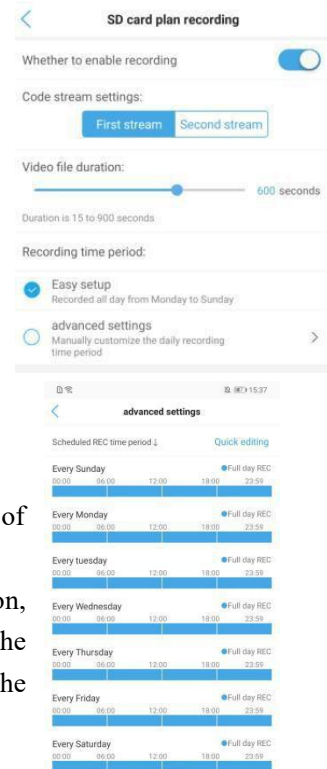 SD card plan recording
Whether to enable recording
Code stream settings:
First stream Second stream
Video file duration:
600 seconds
Duration is 15 to 900 seconds
Recording time period:
Easy setup
Recorded all day from Monday to Sunday
advanced settings
Manually customize the daily recording
time period
15:37
advanced settings
Scheduled REC time period↓ Quick editing
Every Sunday Full day REC
00:00 06:00 12:00 18:00 23:59
of
Every Monday Full day REC
00:00 06:00 12:00 18:00 23:59
Every tuesday Full day REC
00:00 06:00 12:00 18:00 23:59
on,
Every Wednesday Full day REC
00:00 06:00 12:00 18:00 23:59
he
Every Thursday Full day REC
00:00 06:00 12:00 18:00 23:59
he
Every Friday Full day REC
00:00 06:00 12:00 18:00 23:59
Every Saturday Full day REC
00:00 06:00 12:00 18:00 23:59